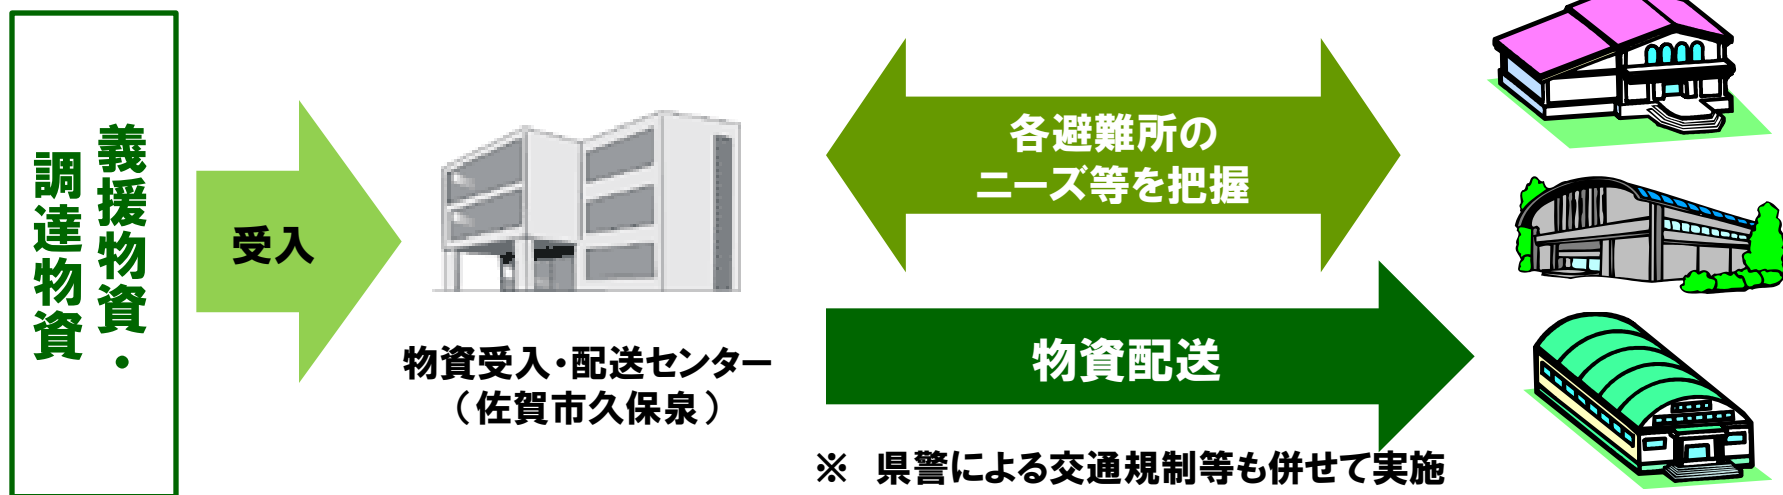 義援物資・
調達物資
受入
物資受入・配送センター
（佐賀市久保泉）
各避難所の
ニーズ等を把握
物資配送
※　県警による交通規制等も併せて実施